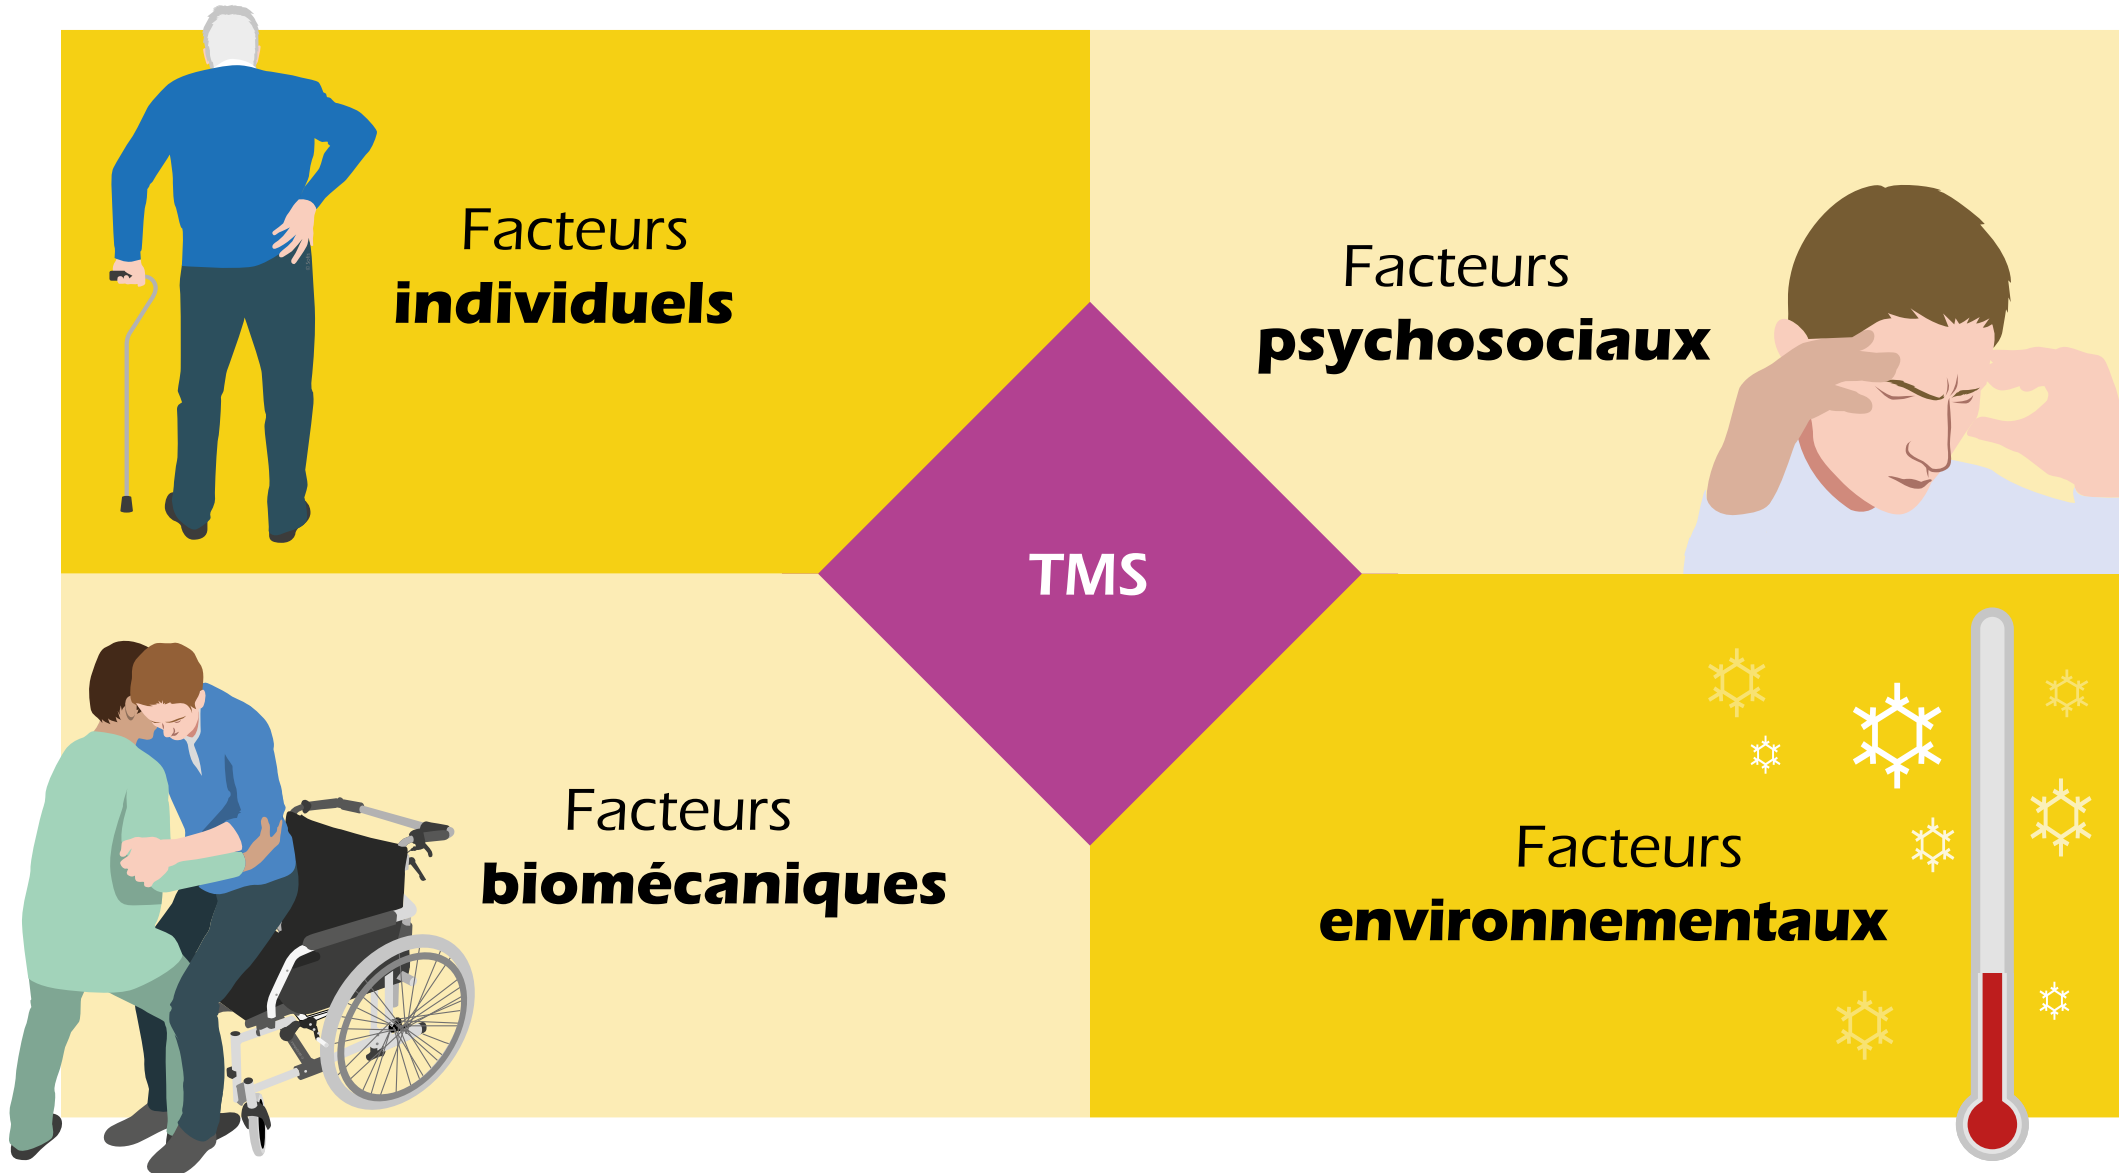 Facteurs
individuels
Facteurs
psychosociaux
TMS
Facteurs
biomécaniques
Facteurs
environnementaux